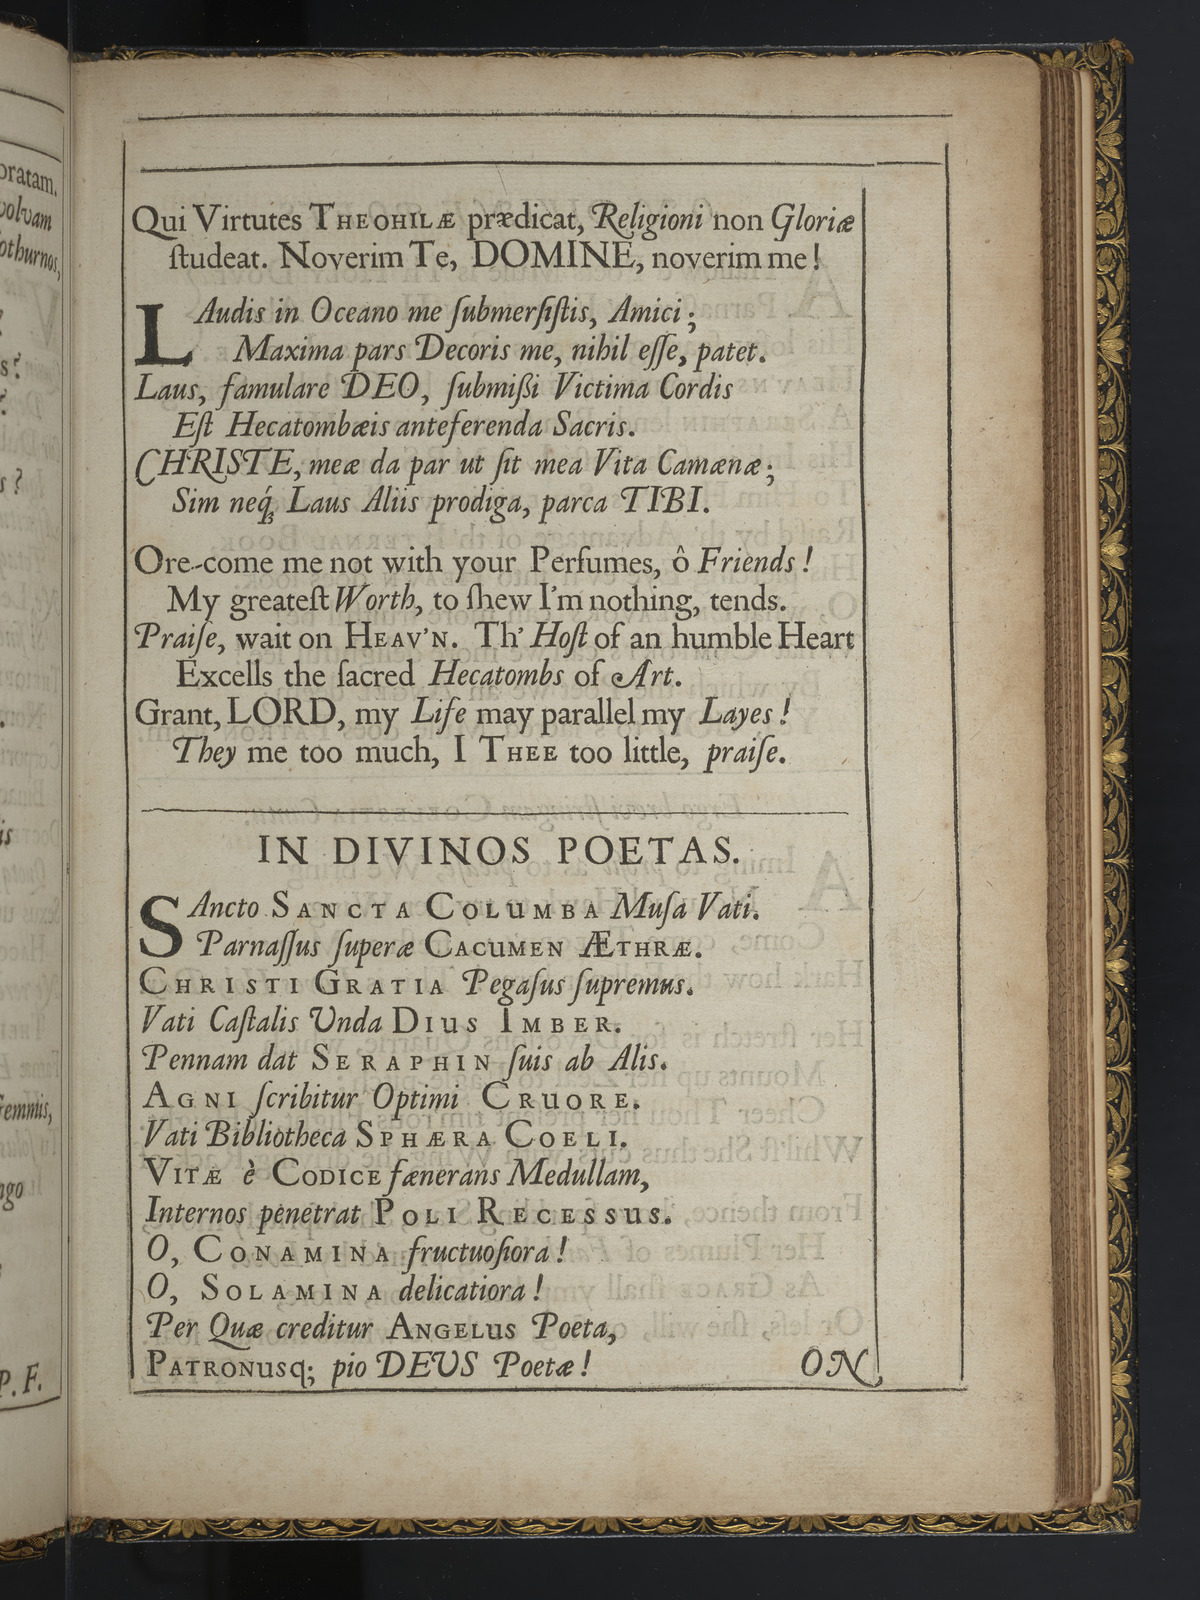 oratam.
volvam
othurnos,
s?
s?
is
emmis,
ngo
P. F.
Qui Virtutes THEOHILÆ prædicat, Religioni non Gloriæ
ſtudeat. Noverim Te, DOMINE, noverim me!
LAudis in Oceano me ſubmerſiſtis, Amici;
Maxima pars Decoris me, nihil eſſe, patet.
Laus, famulare DEO, ſubmißi Victima Cordis
Eſt Hecatombæis anteferenda Sacris.
CHRISTE, meæ da par ut ſit mea Vita Camænæ;
Sim neq́; Laus Aliis prodiga, parca TIBI.
Ore-come me not with your Perfumes, ô Friends!
My greateſt Worth, to ſhew I'm nothing, tends.
Praiſe, wait on HEAV'N. Th' Hoſt of an humble Heart
Excells the ſacred Hecatombs of Art.
Grant, LORD, my Life may parallel my Layes!
They me too much, I THEE too little, praiſe.
IN DIVINOS POETAS.
SAncto SANCTA COLUMBA Muſa Vati.
Parnaſſus ſuperæ CACUMEN ÆTHRÆ.
CHRISTI GRATIA Pegaſus ſupremus.
Vati Caſtalis Unda DIUS IMBER.
Pennam dat SERAPHIN ſuis ab Alis.
AGNI ſcribitur Optimi CRUORE.
Vati Bibliotheca SPHÆRA COELI.
VITÆ è CODICE fænerans Medullam,
Internos penetrat POLI RECESSUS.
O, CONAMINA fructuoſiora!
O, SOLAMINA delicatiora!
Per Quæ creditur ANGELUS Poeta,
PATRONUSq; pio DEUS Poetæ!
ON